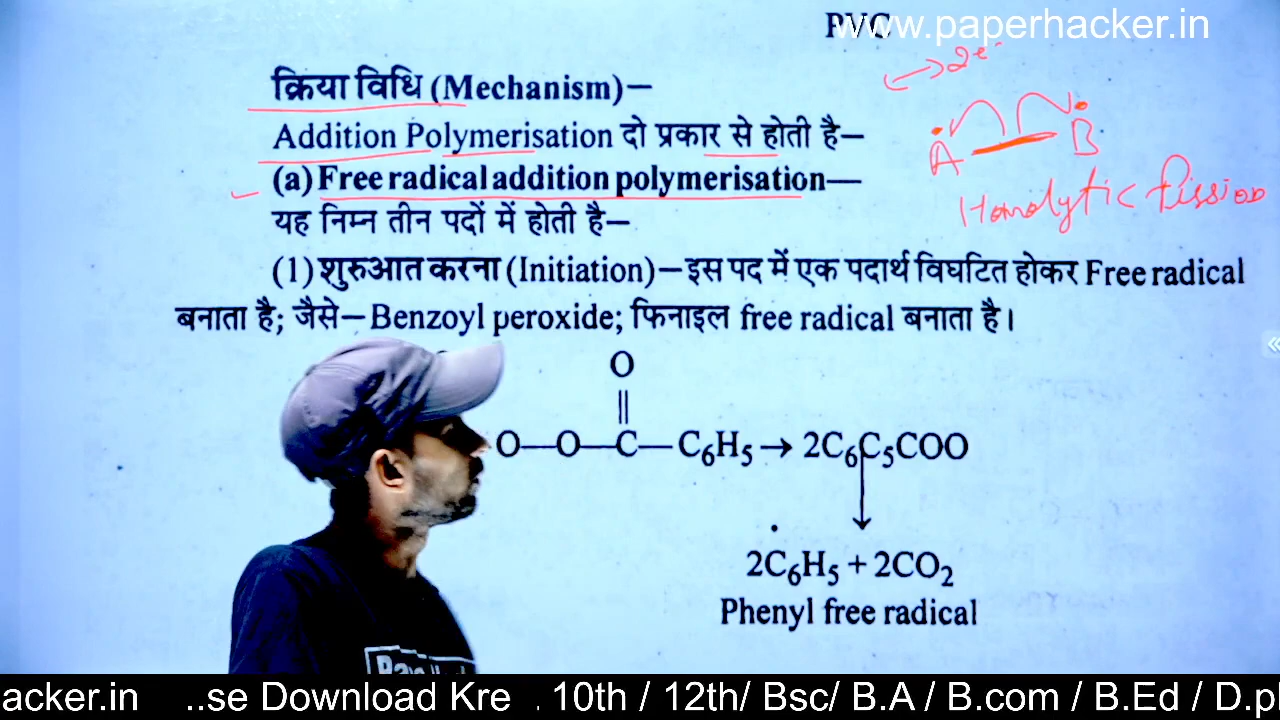 PVC
www.paperhacker.in
क्रिया विधि (Mechanism)—
2e⁻
Addition Polymerisation दो प्रकार से होती है—
A B
(a) Free radical addition polymerisation—
Homolytic fission
यह निम्न तीन पदों में होती है—
(1) शुरुआत करना (Initiation)—इस पद में एक पदार्थ विघटित होकर Free radical
बनाता है; जैसे—Benzoyl peroxide; फिनाइल free radical बनाता है।
O
||
O—O—C—C₆H₅→ 2C₆C₅COO
2C₆H₅ + 2CO₂
Phenyl free radical
acker.in ..se Download Kre . 10th / 12th/ Bsc/ B.A / B.com / B.Ed / D.p